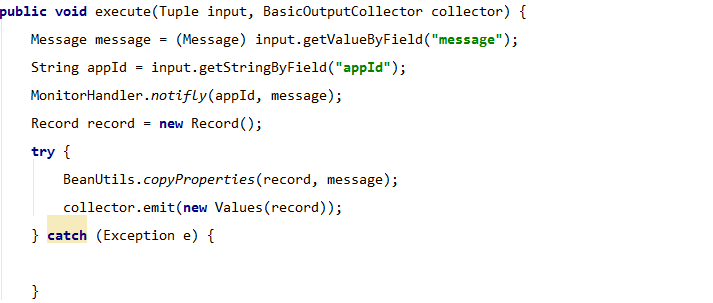 public void execute(Tuple input, BasicOutputCollector collector) {
Message message = (Message) input.getValueByField("message");
String appId = input.getStringByField("appId");
MonitorHandler.notifly(appId, message);
Record record = new Record();
try {
BeanUtils.copyProperties(record, message);
collector.emit(new Values(record));
} catch (Exception e) {
}